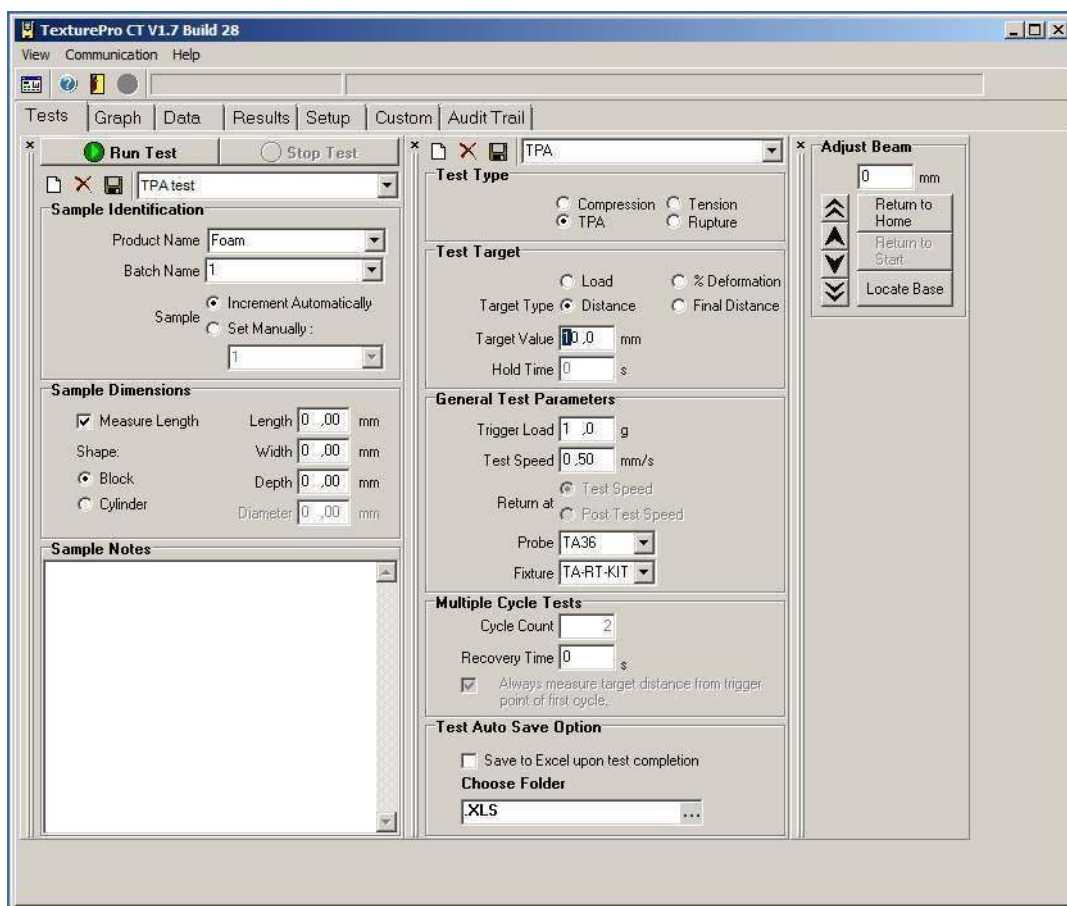 TexturePro CT V1.7 Build 28
View Communication Help
Tests Graph Data Results Setup Custom Audit Trail
Run Test Stop Test
TPA test
Sample Identification
Product Name Foam
Batch Name 1
Sample Increment Automatically
Set Manually :
1
Sample Dimensions
Measure Length Length 0 ,00 mm
Shape: Width 0 ,00 mm
Block Depth 0 ,00 mm
Cylinder Diameter 0 ,00 mm
Sample Notes
TPA
Test Type
Compression Tension
TPA Rupture
Test Target
Load % Deformation
Target Type Distance Final Distance
Target Value 10 ,0 mm
Hold Time 0 s
General Test Parameters
Trigger Load 1 ,0 g
Test Speed 0 ,50 mm/s
Return at Test Speed
Post Test Speed
Probe TA36
Fixture TA-RT-KIT
Multiple Cycle Tests
Cycle Count 2
Recovery Time 0 s
Always measure target distance from trigger
point of first cycle.
Test Auto Save Option
Save to Excel upon test completion
Choose Folder
.XLS ...
Adjust Beam
0 mm
Return to
Home
Return to
Start
Locate Base